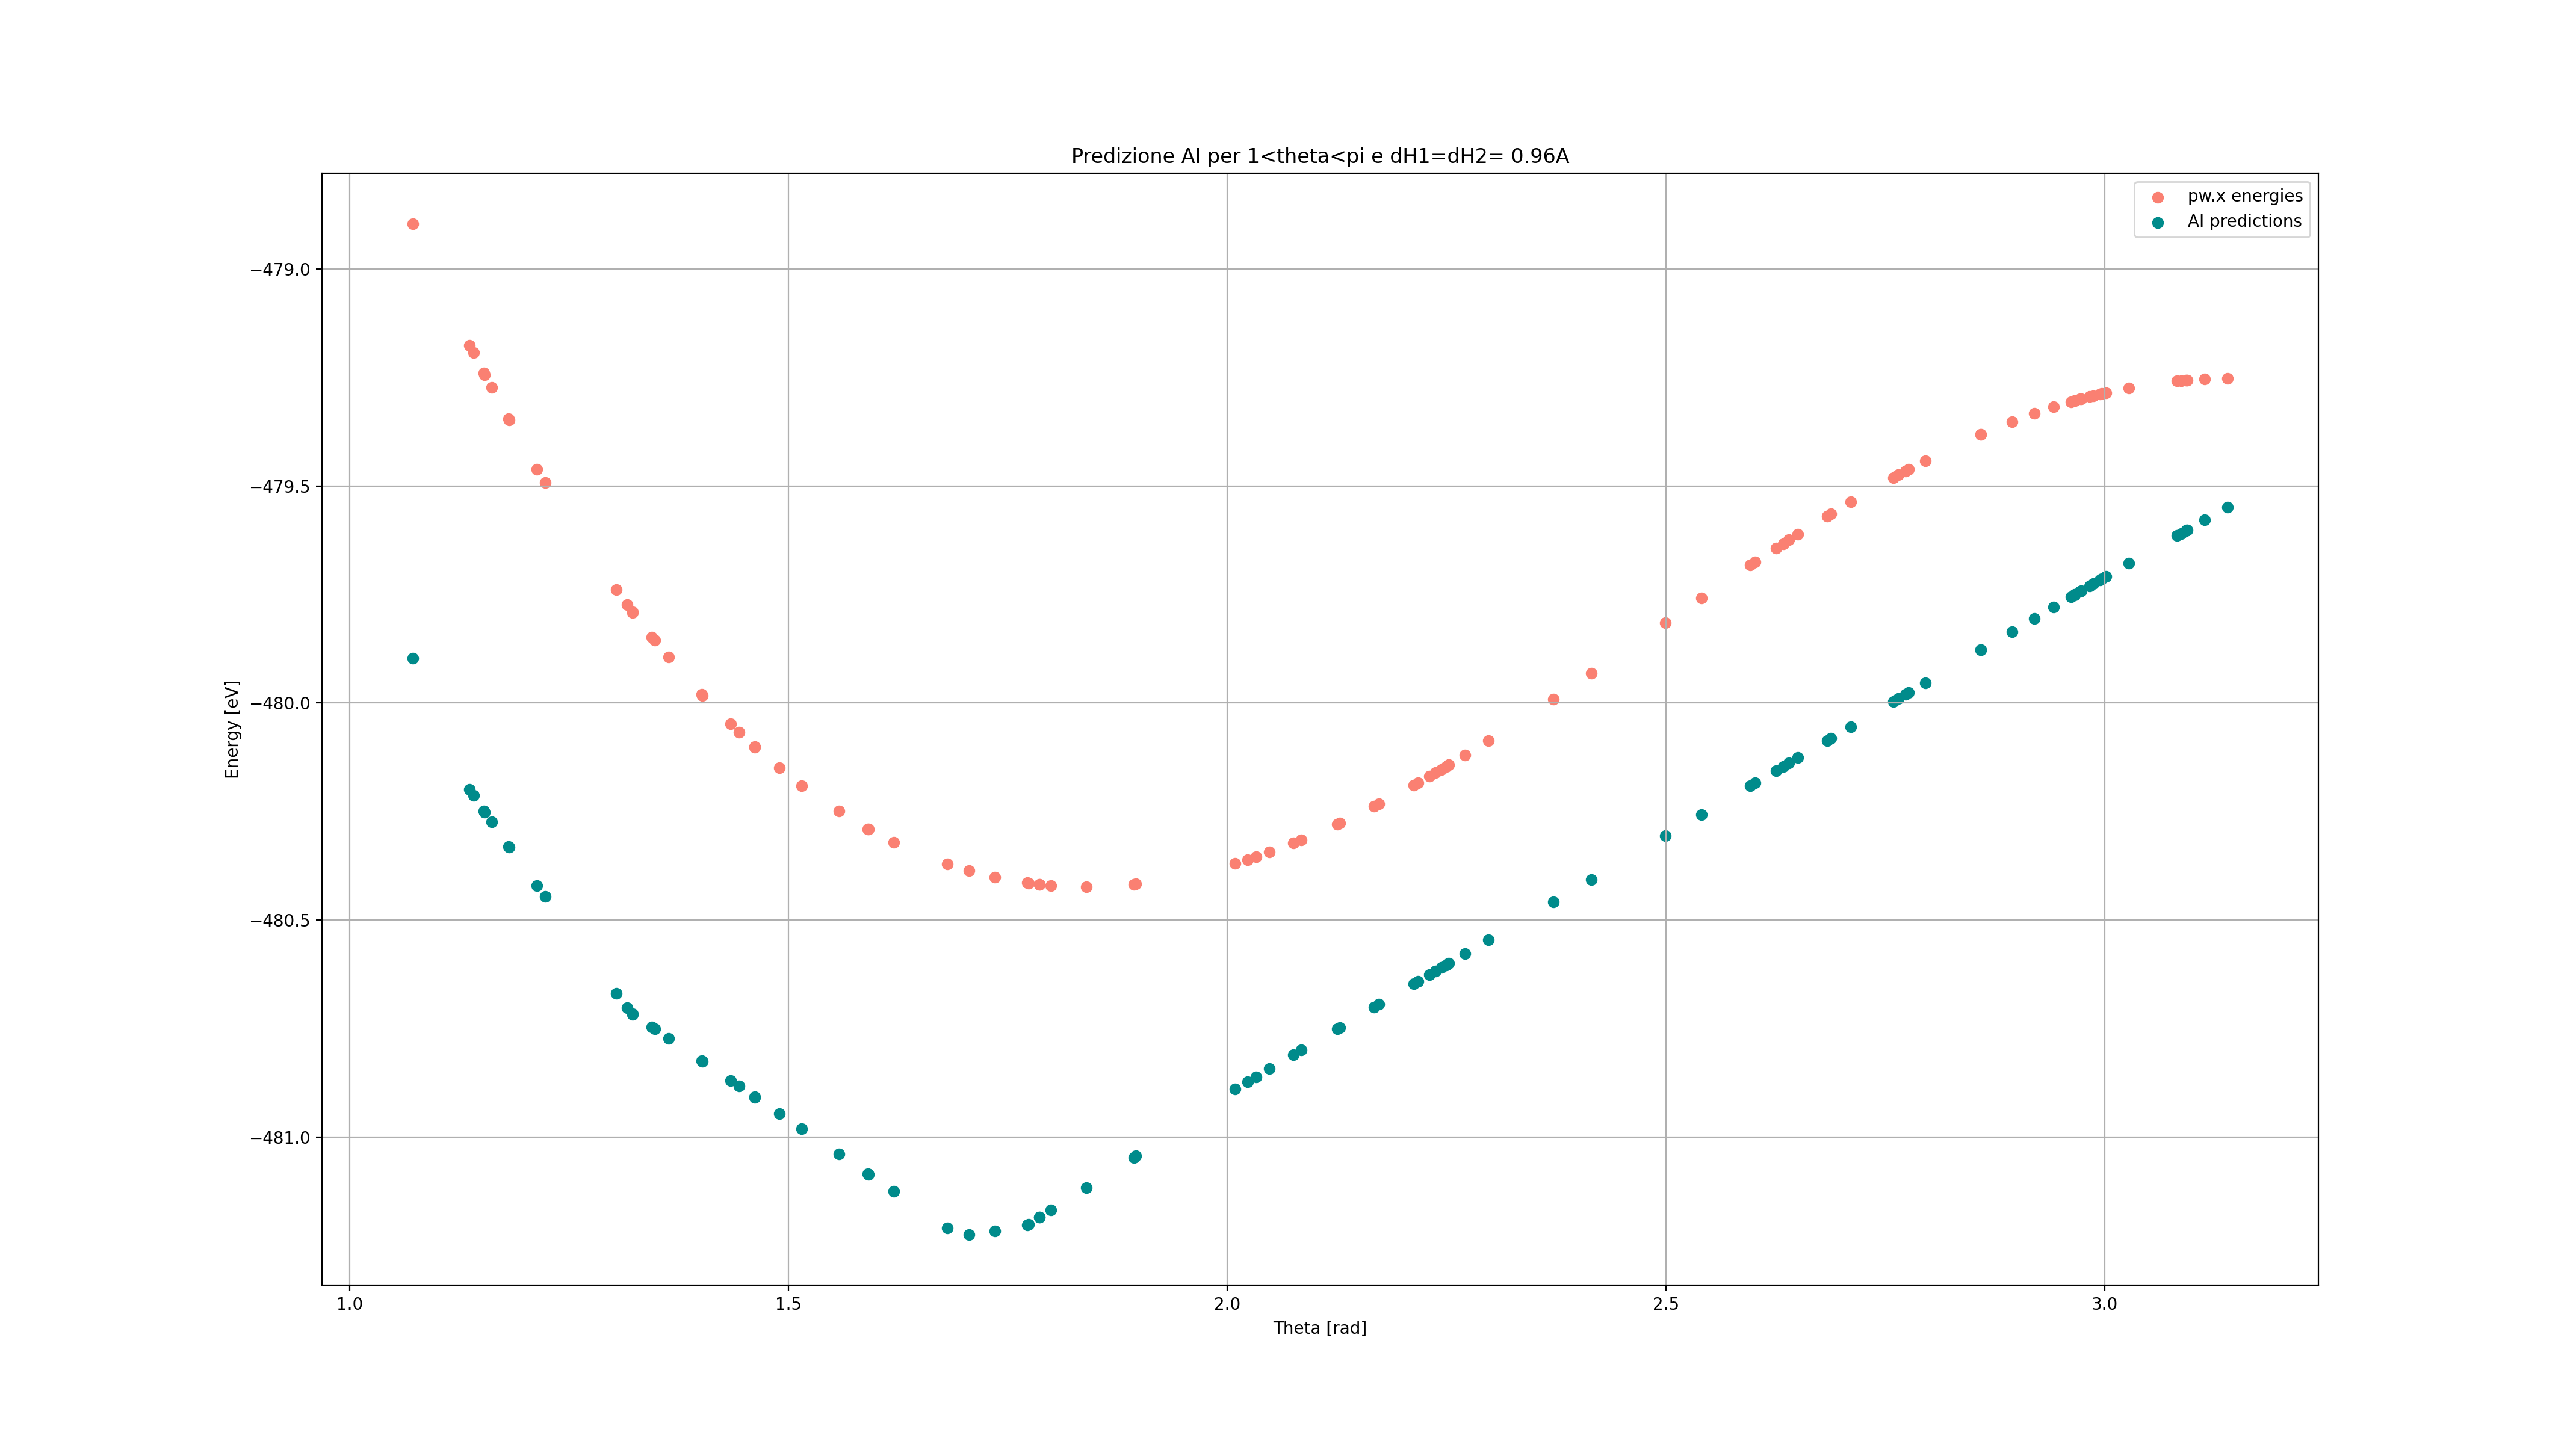 Predizione AI per 1<theta<pi e dH1=dH2= 0.96A
pw.x energies
AI predictions
−479.0
−479.5
−480.0
−480.5
−481.0
Energy [eV]
1.0 1.5 2.0 2.5 3.0
Theta [rad]